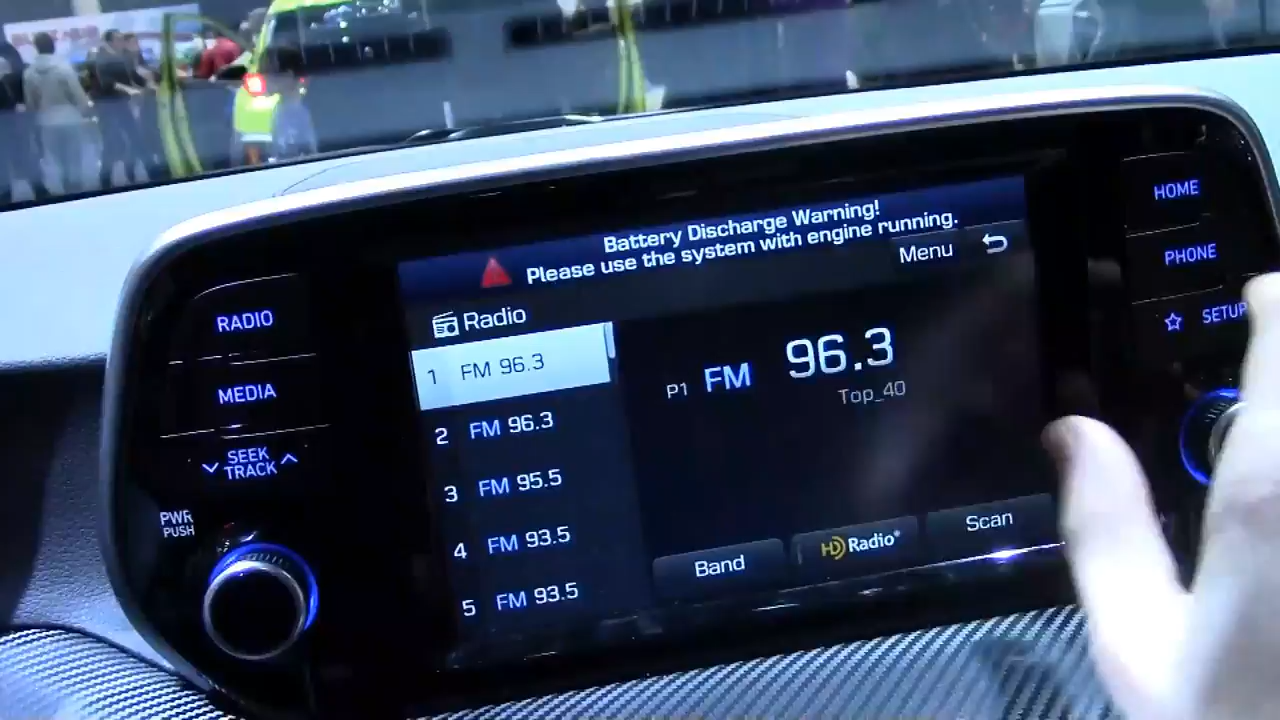 Battery Discharge Warning!
Please use the system with engine running.
Menu
Radio
1 FM 96.3
2 FM 96.3
3 FM 95.5
4 FM 93.5
5 FM 93.5
P1 FM 96.3
Top_40
Band
HD Radio®
Scan
RADIO
MEDIA
SEEK
TRACK
PWR
PUSH
HOME
PHONE
SETUP